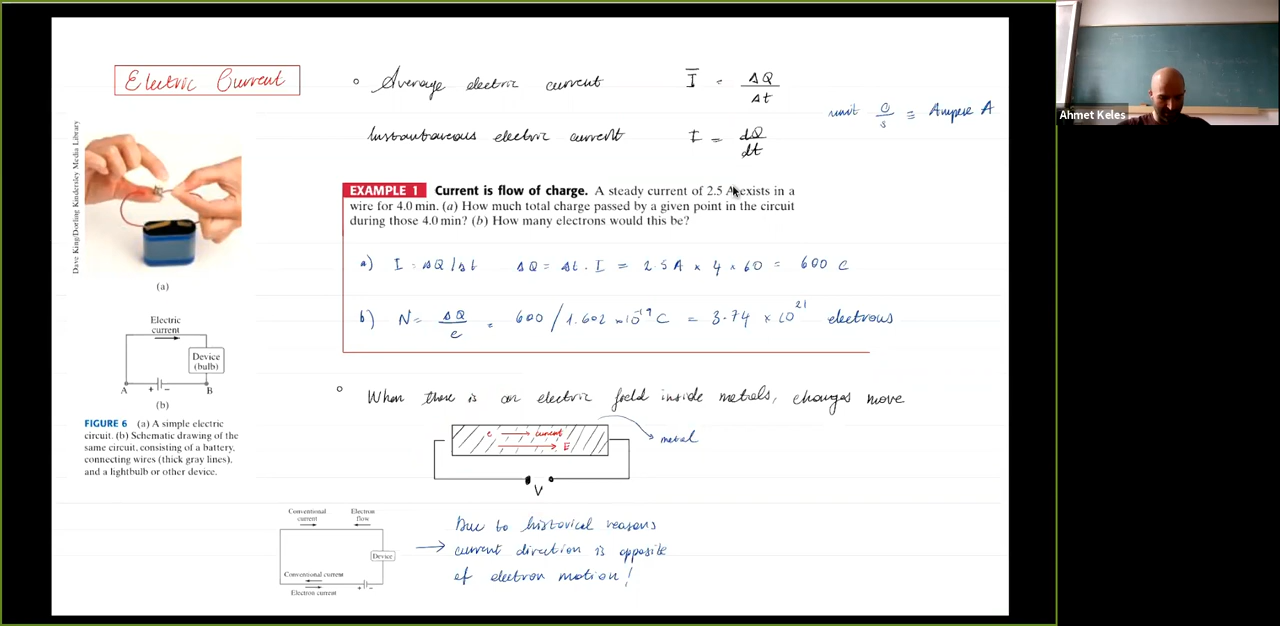 Electric Current
Average electric current Ī = ΔQ / Δt
unit C/s ≡ Ampere A
Instantaneous electric current I = dQ/dt
Dave King/Dorling Kindersley Media Library
(a)
Electric
current
Device
(bulb)
A + - B
(b)
FIGURE 6 (a) A simple electric
circuit. (b) Schematic drawing of the
same circuit, consisting of a battery,
connecting wires (thick gray lines),
and a lightbulb or other device.
EXAMPLE 1 Current is flow of charge. A steady current of 2.5 A exists in a
wire for 4.0 min. (a) How much total charge passed by a given point in the circuit
during those 4.0 min? (b) How many electrons would this be?
a) I = ΔQ/Δt ΔQ = Δt . I = 2.5A × 4 × 60 = 600 C
b) N = ΔQ/e = 600 / 1.602 × 10⁻¹⁹ C = 3.74 × 10²¹ electrons
When there is an electric field inside metals, charges move
e → current
→ E
metal
V
Conventional
current
Electron
flow
Device
Conventional current
+ -
Electron current
Due to historical reasons
→ current direction is opposite
of electron motion!
Ahmet Keles